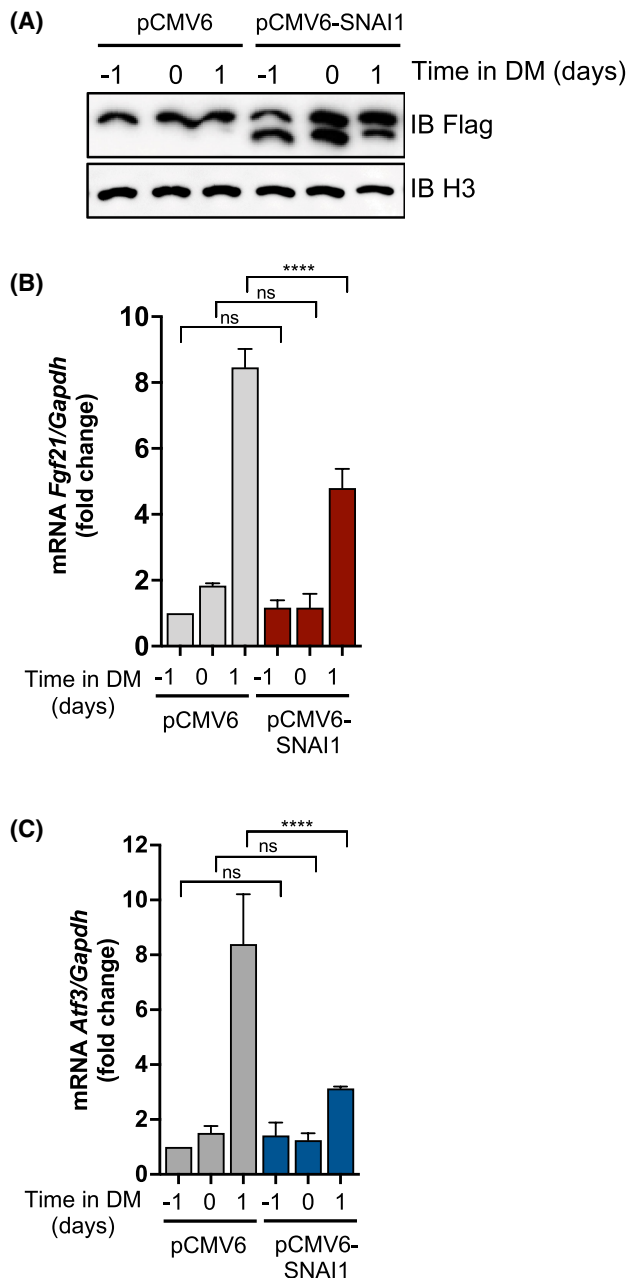 (A)
pCMV6 pCMV6-SNAI1
-1 0 1 -1 0 1 Time in DM (days)
IB Flag
IB H3
(B)
****
ns
ns
10
8
6
4
2
0
mRNA Fgf21/Gapdh
(fold change)
Time in DM -1 0 1 -1 0 1
(days)
pCMV6 pCMV6-
SNAI1
(C)
****
ns
ns
12
10
8
6
4
2
0
mRNA Atf3/Gapdh
(fold change)
Time in DM -1 0 1 -1 0 1
(days)
pCMV6 pCMV6-
SNAI1